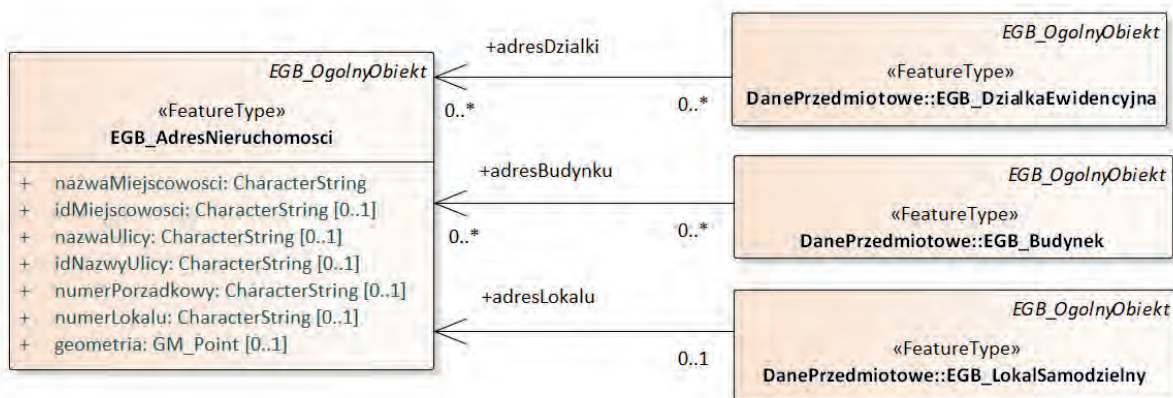 EGB_OgolnyObiekt
«FeatureType»
EGB_AdresNieruchomosci
+ nazwaMiejscowosci: CharacterString
+ idMiejscowosci: CharacterString [0..1]
+ nazwaUlicy: CharacterString [0..1]
+ idNazwyUlicy: CharacterString [0..1]
+ numerPorzadkowy: CharacterString [0..1]
+ numerLokalu: CharacterString [0..1]
+ geometria: GM_Point [0..1]
+adresDzialki
0..* 0..*
EGB_OgolnyObiekt
«FeatureType»
DanePrzedmiotowe::EGB_DzialkaEwidencyjna
+adresBudynku
0..* 0..*
EGB_OgolnyObiekt
«FeatureType»
DanePrzedmiotowe::EGB_Budynek
+adresLokalu
0..1
EGB_OgolnyObiekt
«FeatureType»
DanePrzedmiotowe::EGB_LokalSamodzielny